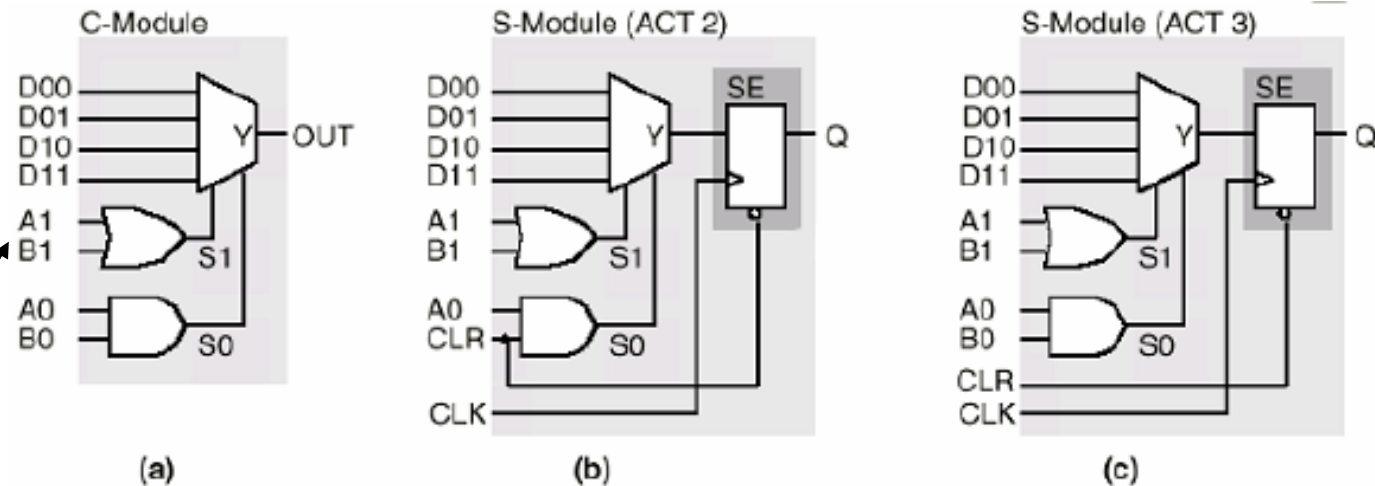 C-Module
D00
D01
D10
D11
A1
B1
A0
B0
Y
OUT
S1
S0
(a)
S-Module (ACT 2)
D00
D01
D10
D11
A1
B1
A0
CLR
CLK
Y
SE
Q
S1
S0
(b)
S-Module (ACT 3)
D00
D01
D10
D11
A1
B1
A0
B0
CLR
CLK
Y
SE
Q
S1
S0
(c)